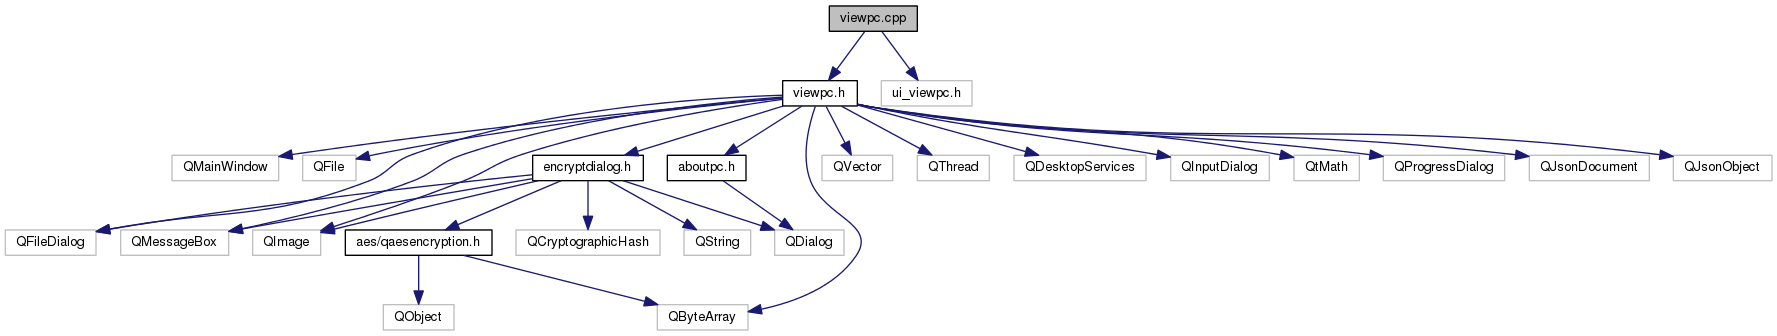 viewpc.cpp
viewpc.h
ui_viewpc.h
QMainWindow
QFile
encryptdialog.h
aboutpc.h
QVector
QThread
QDesktopServices
QInputDialog
QtMath
QProgressDialog
QJsonDocument
QJsonObject
QFileDialog
QMessageBox
QImage
aes/qaesencryption.h
QCryptographicHash
QString
QDialog
QObject
QByteArray